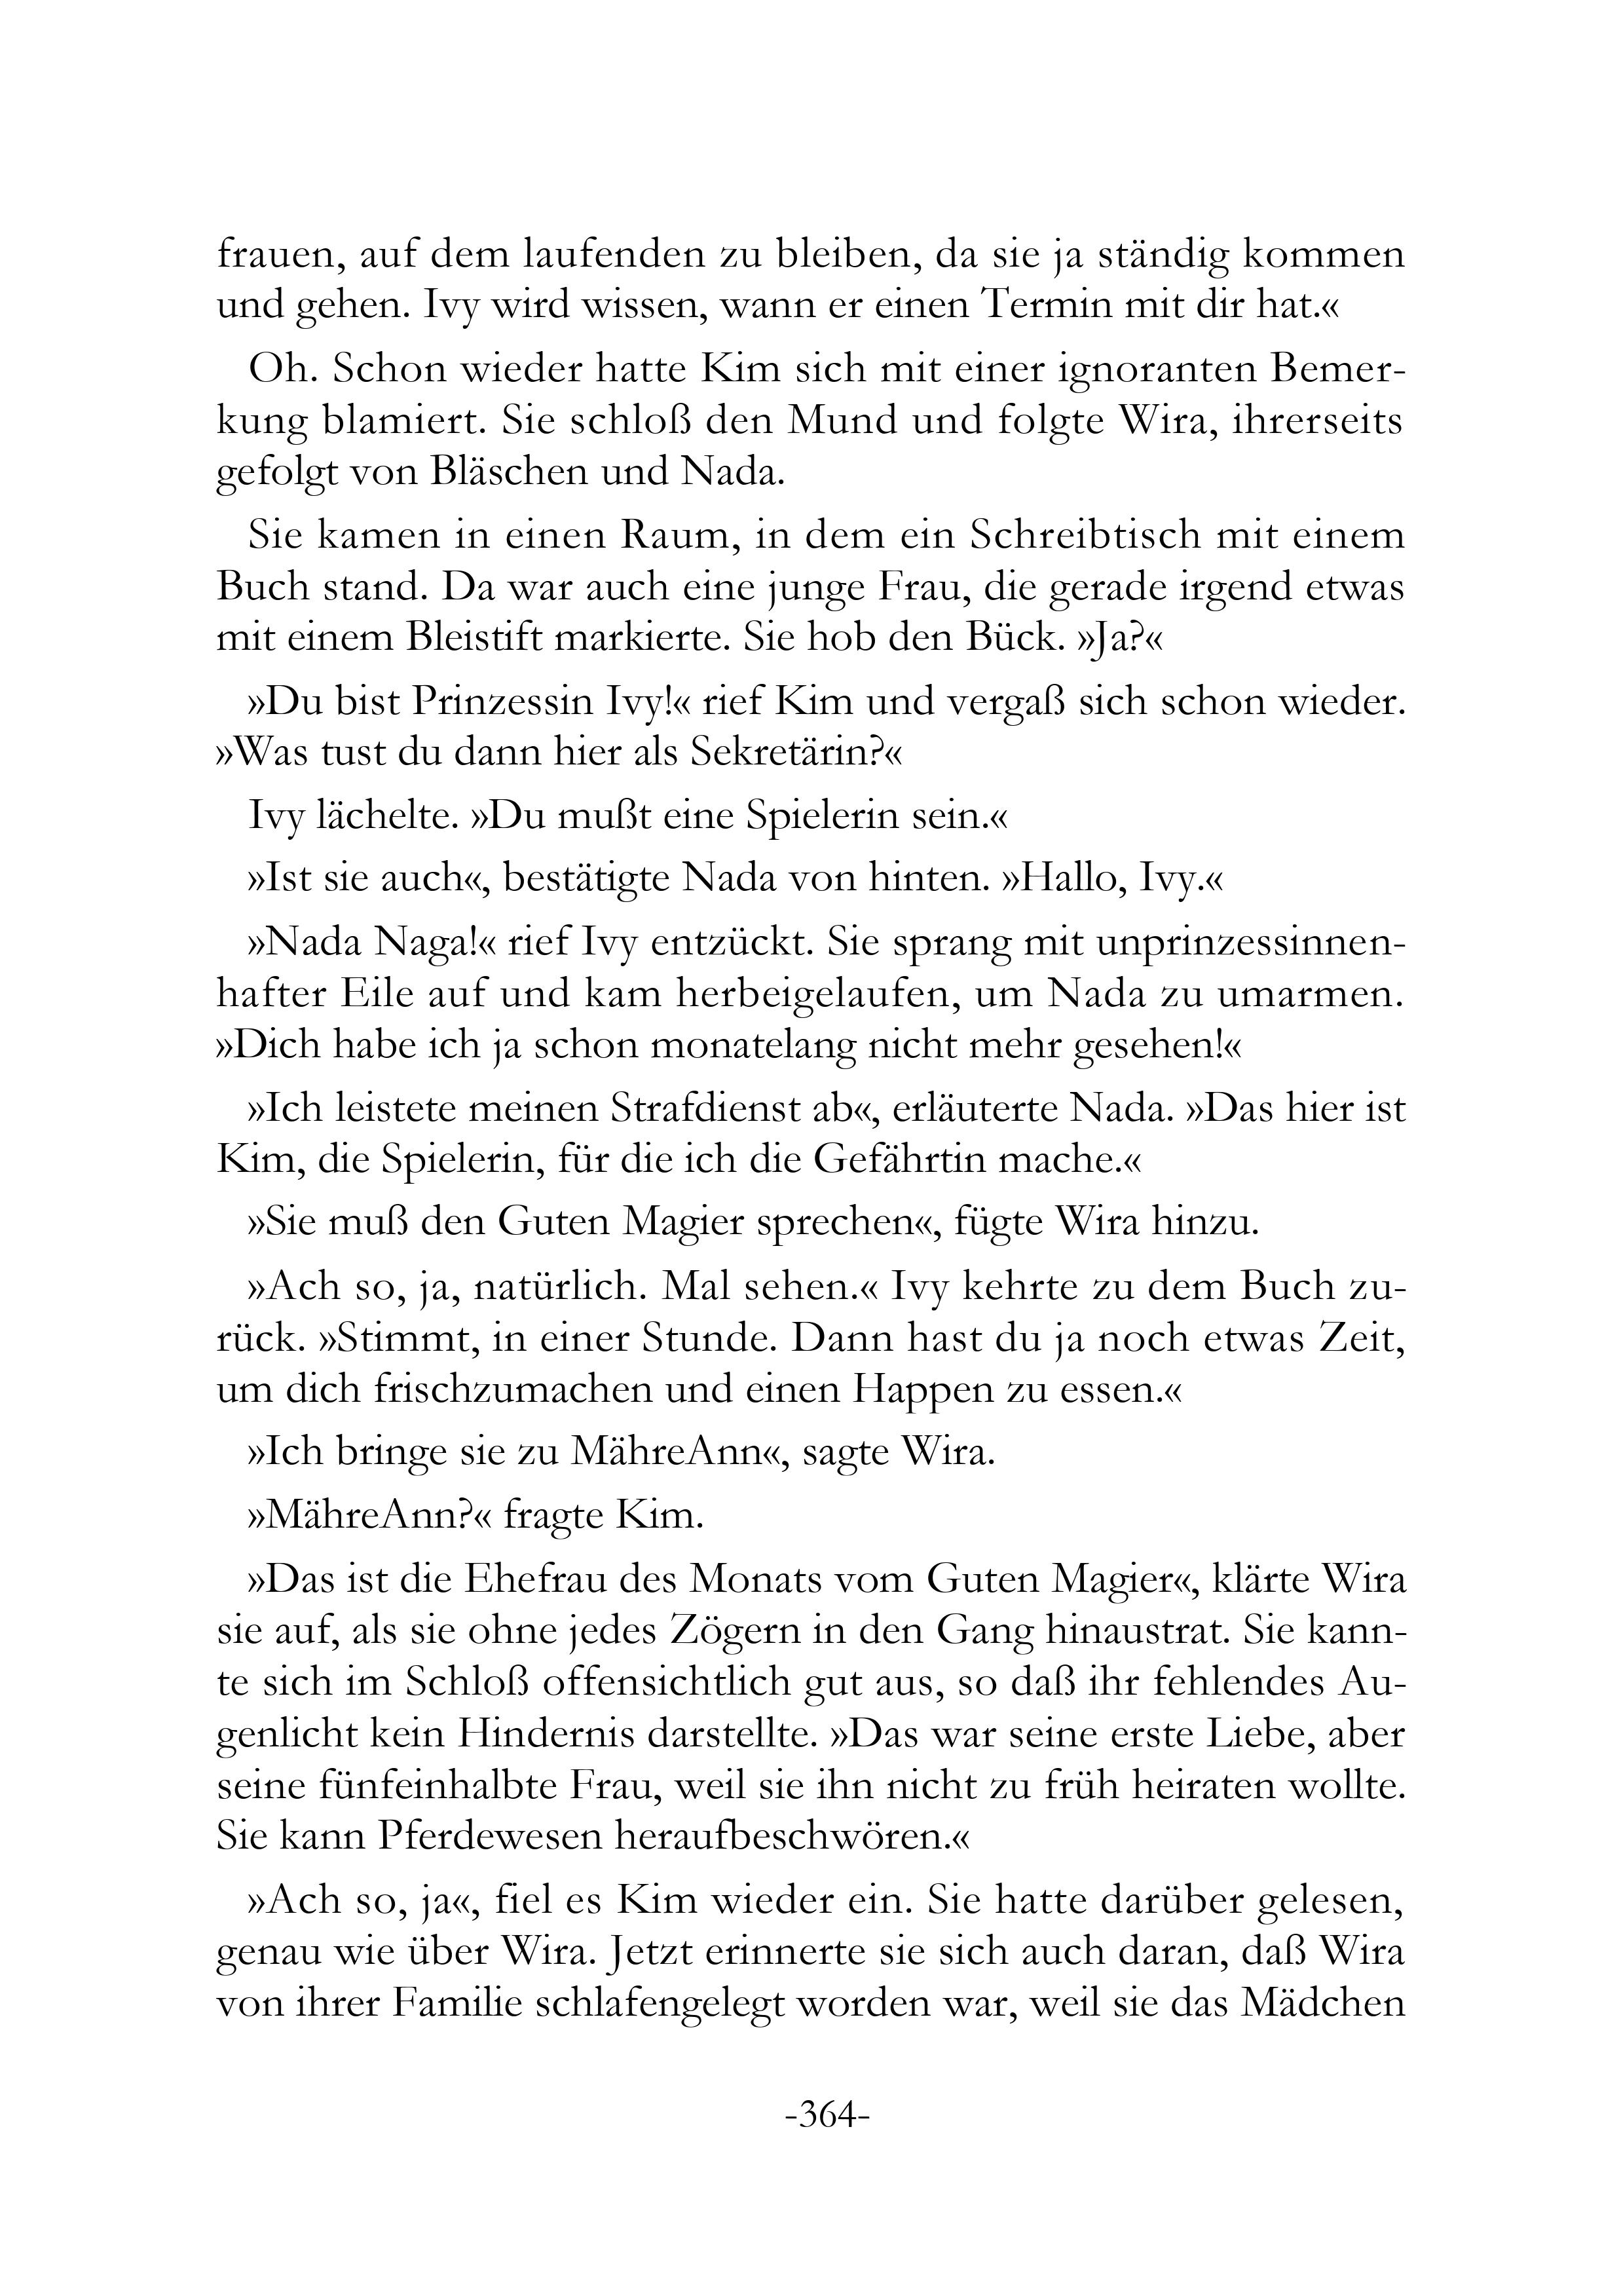 frauen, auf dem laufenden zu bleiben, da sie ja ständig kommen
und gehen. Ivy wird wissen, wann er einen Termin mit dir hat.«
Oh. Schon wieder hatte Kim sich mit einer ignoranten Bemer-
kung blamiert. Sie schloß den Mund und folgte Wira, ihrerseits
gefolgt von Bläschen und Nada.
Sie kamen in einen Raum, in dem ein Schreibtisch mit einem
Buch stand. Da war auch eine junge Frau, die gerade irgend etwas
mit einem Bleistift markierte. Sie hob den Bück. »Ja?«
»Du bist Prinzessin Ivy!« rief Kim und vergaß sich schon wieder.
»Was tust du dann hier als Sekretärin?«
Ivy lächelte. »Du mußt eine Spielerin sein.«
»Ist sie auch«, bestätigte Nada von hinten. »Hallo, Ivy.«
»Nada Naga!« rief Ivy entzückt. Sie sprang mit unprinzessinnen-
hafter Eile auf und kam herbeigelaufen, um Nada zu umarmen.
»Dich habe ich ja schon monatelang nicht mehr gesehen!«
»Ich leistete meinen Strafdienst ab«, erläuterte Nada. »Das hier ist
Kim, die Spielerin, für die ich die Gefährtin mache.«
»Sie muß den Guten Magier sprechen«, fügte Wira hinzu.
»Ach so, ja, natürlich. Mal sehen.« Ivy kehrte zu dem Buch zu-
rück. »Stimmt, in einer Stunde. Dann hast du ja noch etwas Zeit,
um dich frischzumachen und einen Happen zu essen.«
»Ich bringe sie zu MähreAnn«, sagte Wira.
»MähreAnn?« fragte Kim.
»Das ist die Ehefrau des Monats vom Guten Magier«, klärte Wira
sie auf, als sie ohne jedes Zögern in den Gang hinaustrat. Sie kann-
te sich im Schloß offensichtlich gut aus, so daß ihr fehlendes Au-
genlicht kein Hindernis darstellte. »Das war seine erste Liebe, aber
seine fünfeinhalbte Frau, weil sie ihn nicht zu früh heiraten wollte.
Sie kann Pferdewesen heraufbeschwören.«
»Ach so, ja«, fiel es Kim wieder ein. Sie hatte darüber gelesen,
genau wie über Wira. Jetzt erinnerte sie sich auch daran, daß Wira
von ihrer Familie schlafengelegt worden war, weil sie das Mädchen
-364-